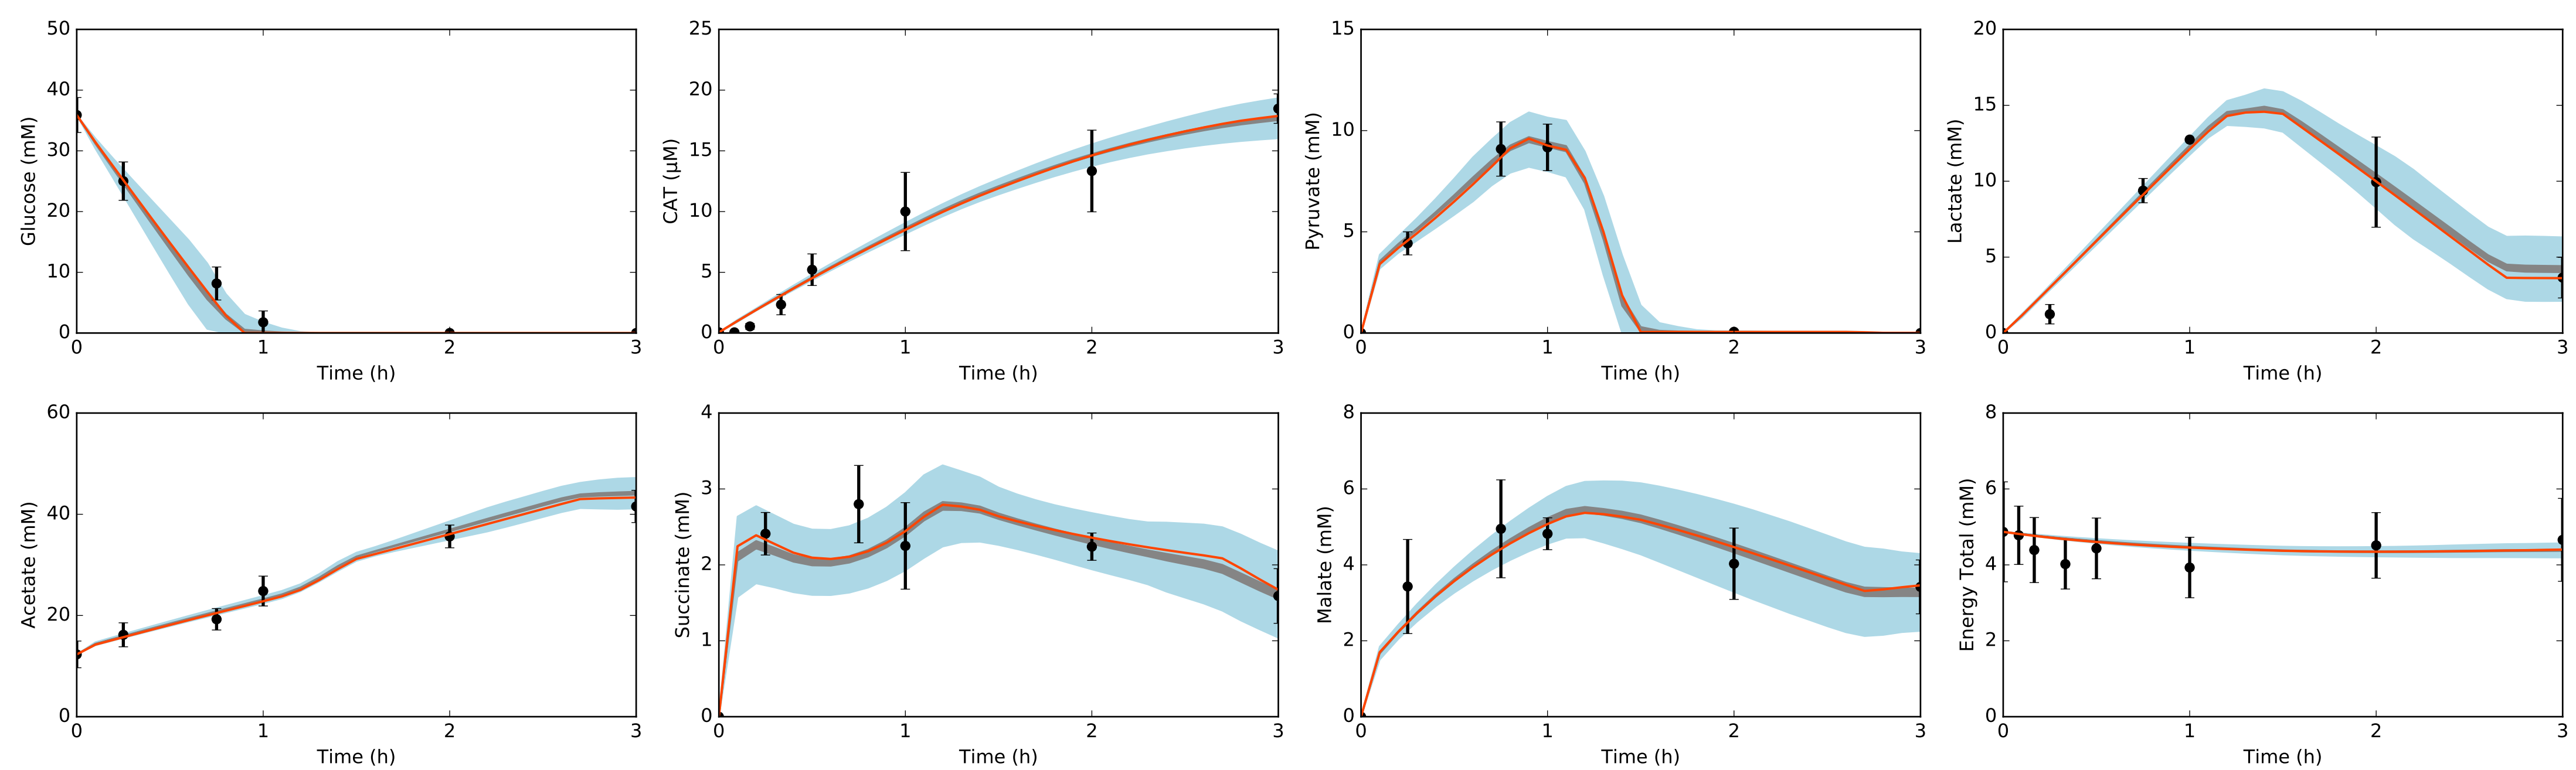 Glucose (mM)
50
40
30
20
10
0
0 1 2 3
Time (h)
CAT (μM)
25
20
15
10
5
0
0 1 2 3
Time (h)
Pyruvate (mM)
15
10
5
0
0 1 2 3
Time (h)
Lactate (mM)
20
15
10
5
0
0 1 2 3
Time (h)
Acetate (mM)
60
40
20
0
0 1 2 3
Time (h)
Succinate (mM)
4
3
2
1
0
0 1 2 3
Time (h)
Malate (mM)
8
6
4
2
0
0 1 2 3
Time (h)
Energy Total (mM)
8
6
4
2
0
0 1 2 3
Time (h)